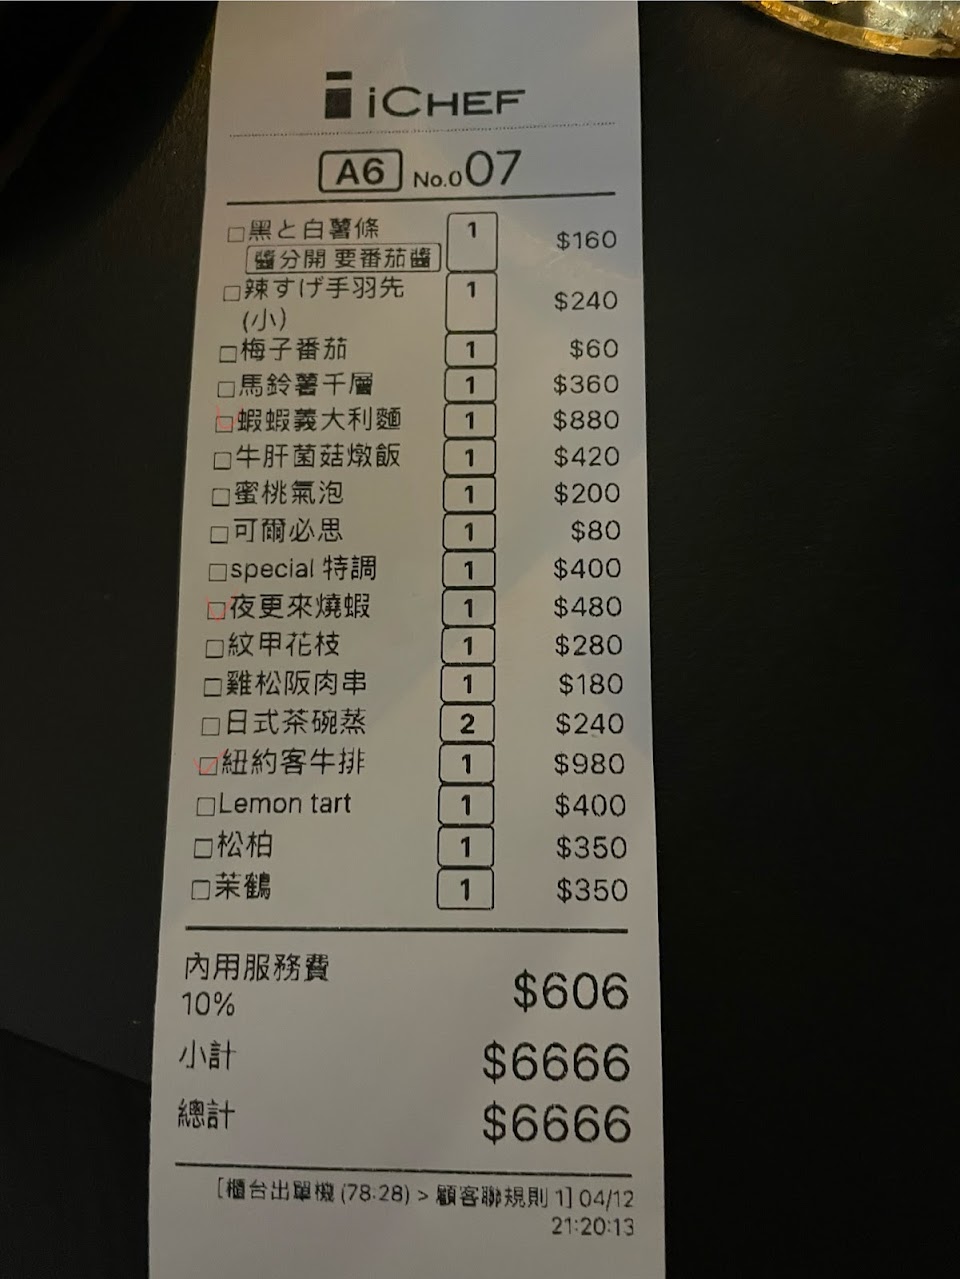 iCHEF
A6 No.007
□黑と白薯條 1 $160
醬分開 要番茄醬
□辣すげ手羽先 1 $240
(小)
□梅子番茄 1 $60
□馬鈴薯千層 1 $360
□蝦蝦義大利麵 1 $880
□牛肝菌菇燉飯 1 $420
□蜜桃氣泡 1 $200
□可爾必思 1 $80
□special 特調 1 $400
□夜更來燒蝦 1 $480
□紋甲花枝 1 $280
□雞松阪肉串 1 $180
□日式茶碗蒸 2 $240
□紐約客牛排 1 $980
□Lemon tart 1 $400
□松柏 1 $350
□茉鶴 1 $350
內用服務費
10% $606
小計 $6666
總計 $6666
[櫃台出單機 (78:28) > 顧客聯規則 1] 04/12
21:20:13